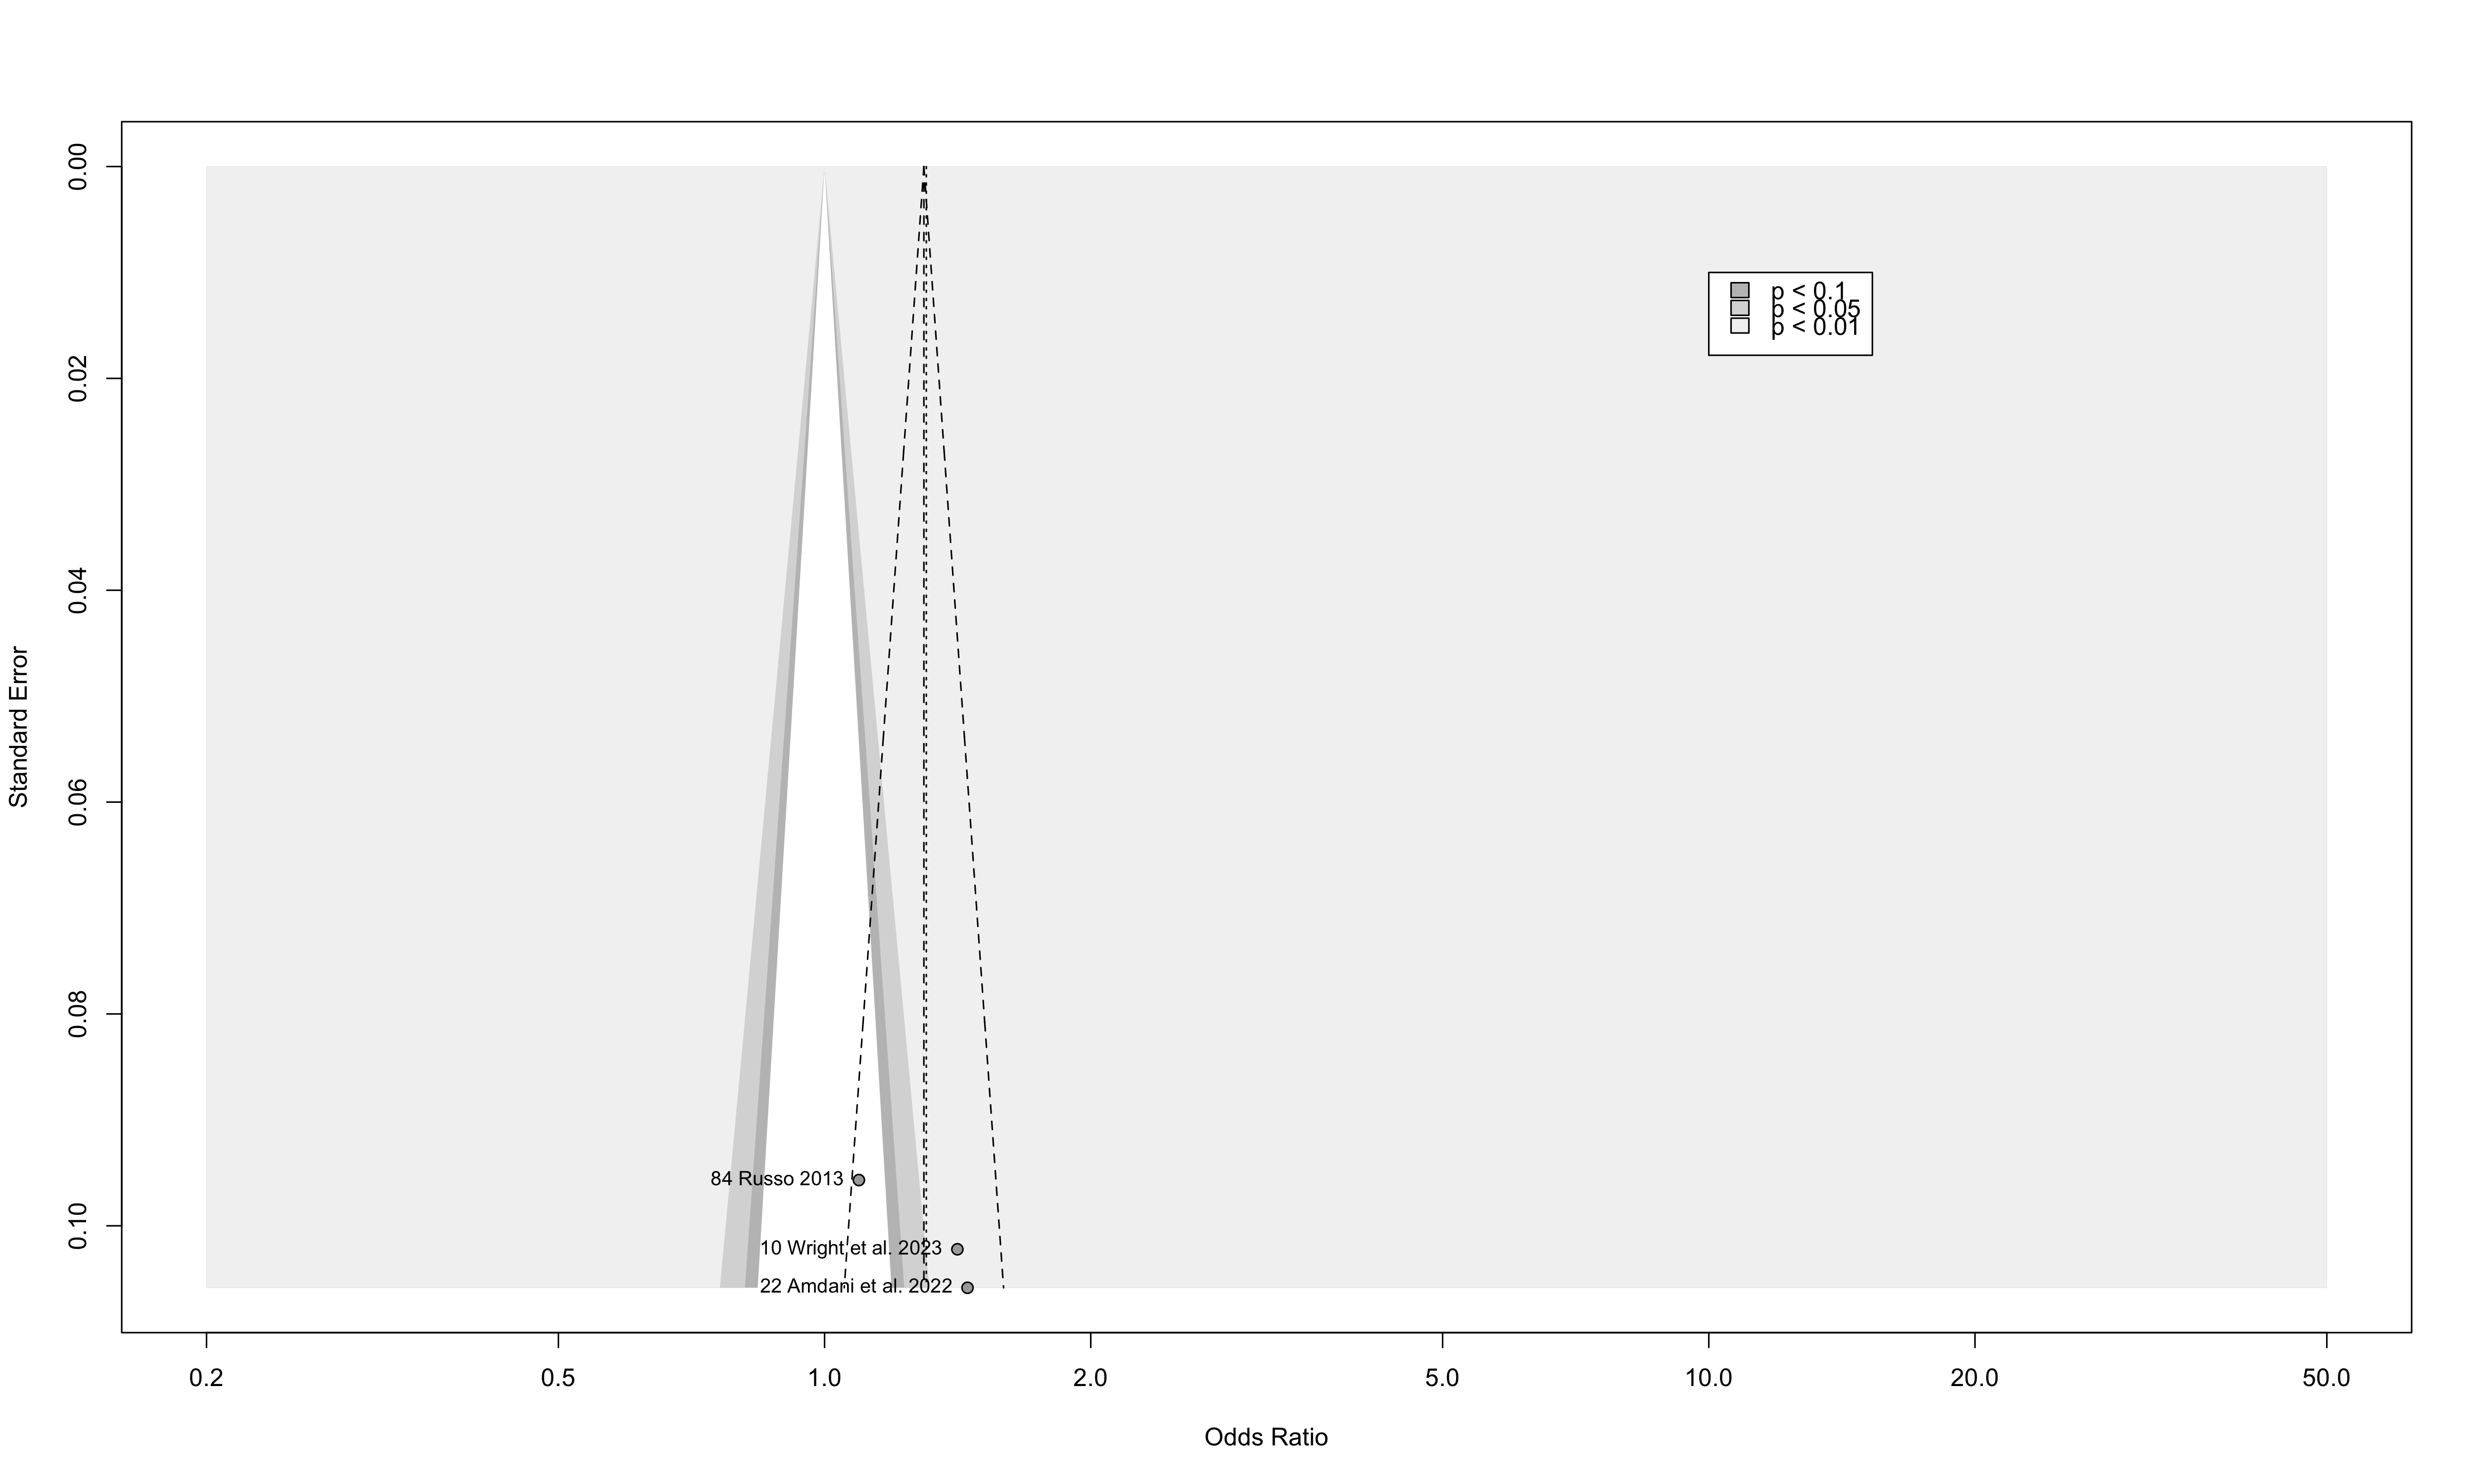 0.00
0.02
0.04
0.06
0.08
0.10
Standard Error
p < 0.1
p < 0.05
p < 0.01
84 Russo 2013
10 Wright et al. 2023
22 Amdani et al. 2022
0.2 0.5 1.0 2.0 5.0 10.0 20.0 50.0
Odds Ratio